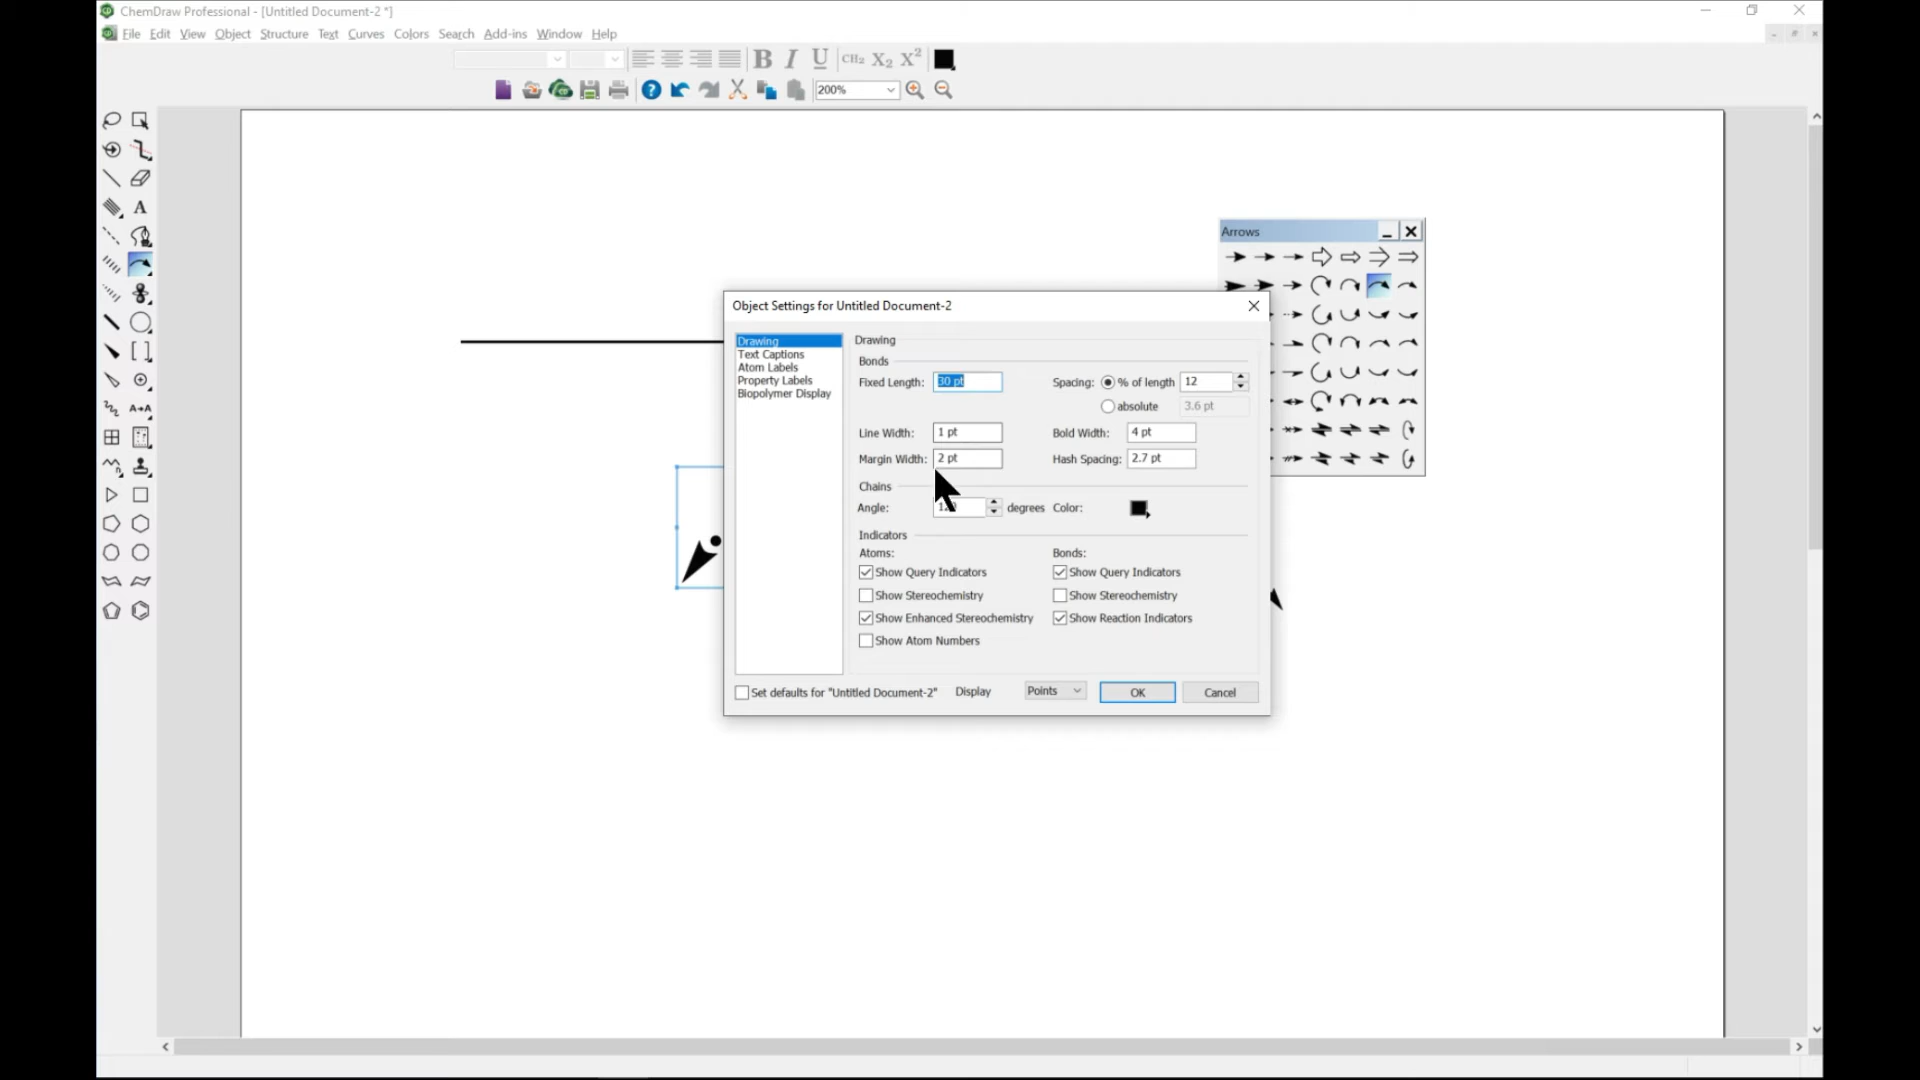 ChemDraw Professional - [Untitled Document-2 *]
File Edit View Object Structure Text Curves Colors Search Add-ins Window Help
B I U CH₂ X₂ X²
200%
A
A→A
Arrows
Object Settings for Untitled Document-2
Drawing
Text Captions
Atom Labels
Property Labels
Biopolymer Display
Drawing
Bonds
Fixed Length: 30 pt Spacing: % of length 12
absolute 3.6 pt
Line Width: 1 pt Bold Width: 4 pt
Margin Width: 2 pt Hash Spacing: 2.7 pt
Chains
Angle: degrees Color:
Indicators
Atoms: Bonds:
Show Query Indicators Show Query Indicators
Show Stereochemistry Show Stereochemistry
Show Enhanced Stereochemistry Show Reaction Indicators
Show Atom Numbers
Set defaults for "Untitled Document-2" Display Points OK Cancel